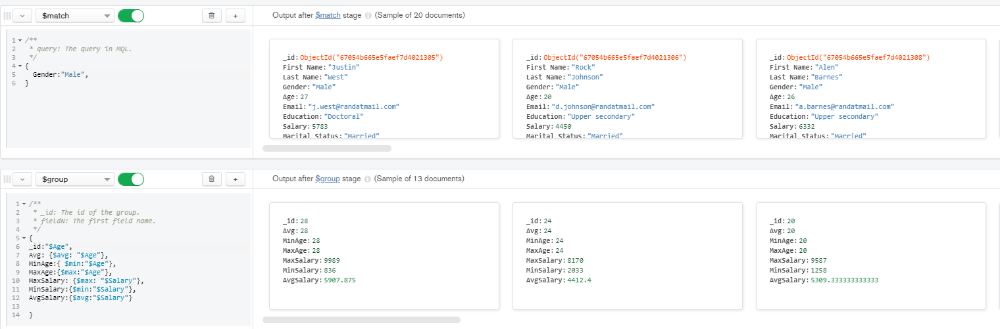 $match
+
Output after $match stage (Sample of 20 documents)
1 /**
2 * query: The query in MQL.
3 */
4 {
5 Gender:"Male",
6 }
_id: ObjectId("67054b665e5faef7d4021305")
First Name: "Justin"
Last Name: "West"
Gender: "Male"
Age: 27
Email: "j.west@randatmail.com"
Education: "Doctoral"
Salary: 5783
Marital Status: "Married"
_id: ObjectId("67054b665e5faef7d4021306")
First Name: "Rock"
Last Name: "Johnson"
Gender: "Male"
Age: 20
Email: "d.johnson@randatmail.com"
Education: "Upper secondary"
Salary: 4450
Marital Status: "Married"
_id: ObjectId("67054b665e5faef7d4021308")
First Name: "Alen"
Last Name: "Barnes"
Gender: "Male"
Age: 26
Email: "a.barnes@randatmail.com"
Education: "Upper secondary"
Salary: 6332
Marital Status: "Married"
$group
+
Output after $group stage (Sample of 13 documents)
1 /**
2 * _id: The id of the group.
3 * fieldN: The first field name.
4 */
5 {
6 _id:"$Age",
7 Avg: {$avg: "$Age"},
8 MinAge:{ $min:"$Age"},
9 MaxAge:{$max:"$Age"},
10 MaxSalary: {$max: "$Salary"},
11 MinSalary:{$min:"$Salary"},
12 AvgSalary:{$avg:"$Salary"}
13
14 }
_id: 28
Avg: 28
MinAge: 28
MaxAge: 28
MaxSalary: 9989
MinSalary: 836
AvgSalary: 5907.875
_id: 24
Avg: 24
MinAge: 24
MaxAge: 24
MaxSalary: 8170
MinSalary: 2033
AvgSalary: 4412.4
_id: 20
Avg: 20
MinAge: 20
MaxAge: 20
MaxSalary: 9587
MinSalary: 1258
AvgSalary: 5309.333333333333